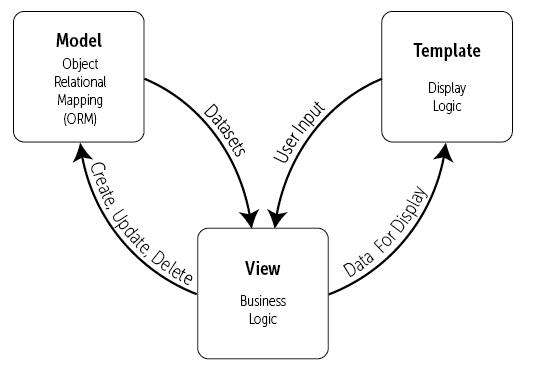 Model
Object
Relational
Mapping
(ORM)
Template
Display
Logic
Datasets
User Input
Create, Update, Delete
Data For Display
View
Business
Logic